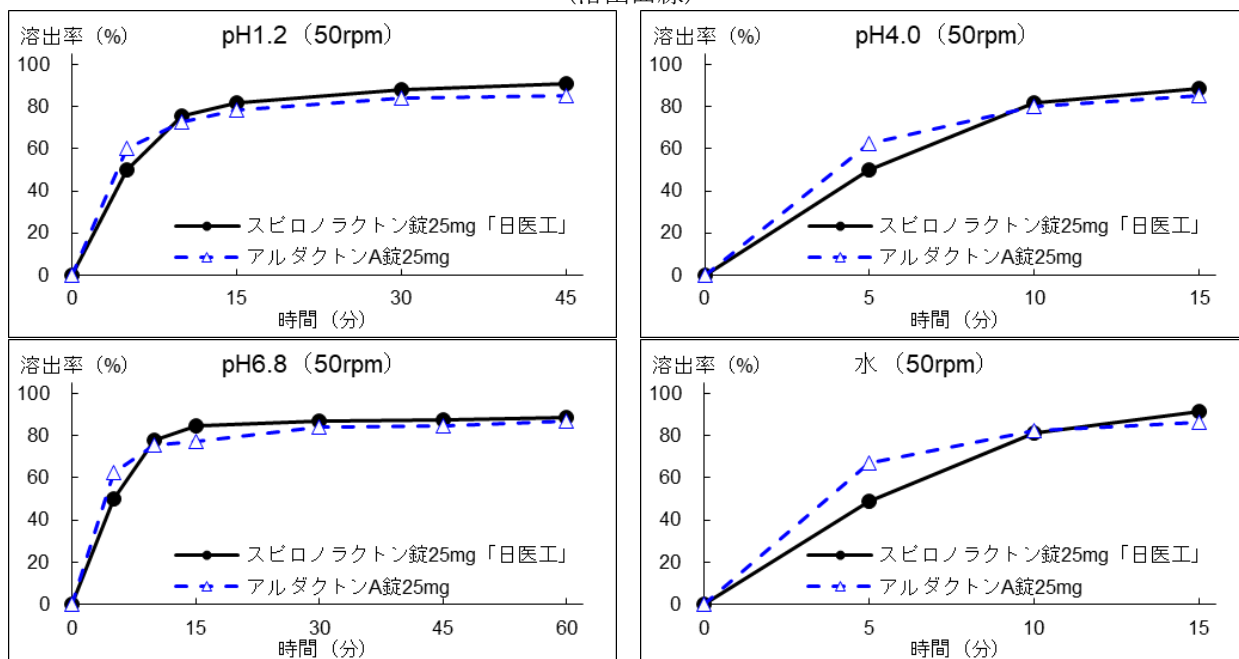 (溶出曲線)
溶出率 (%)
pH1.2（50rpm）
100
80
60
40
20
0
スピロノラクトン錠25mg「日医工」
アルダクトンA錠25mg
0 15 30 45
時間（分）
溶出率 (%)
pH4.0（50rpm）
100
80
60
40
20
0
スピロノラクトン錠25mg「日医工」
アルダクトンA錠25mg
0 5 10 15
時間（分）
溶出率 (%)
pH6.8（50rpm）
100
80
60
40
20
0
スピロノラクトン錠25mg「日医工」
アルダクトンA錠25mg
0 15 30 45 60
時間（分）
溶出率 (%)
水（50rpm）
100
80
60
40
20
0
スピロノラクトン錠25mg「日医工」
アルダクトンA錠25mg
0 5 10 15
時間（分）